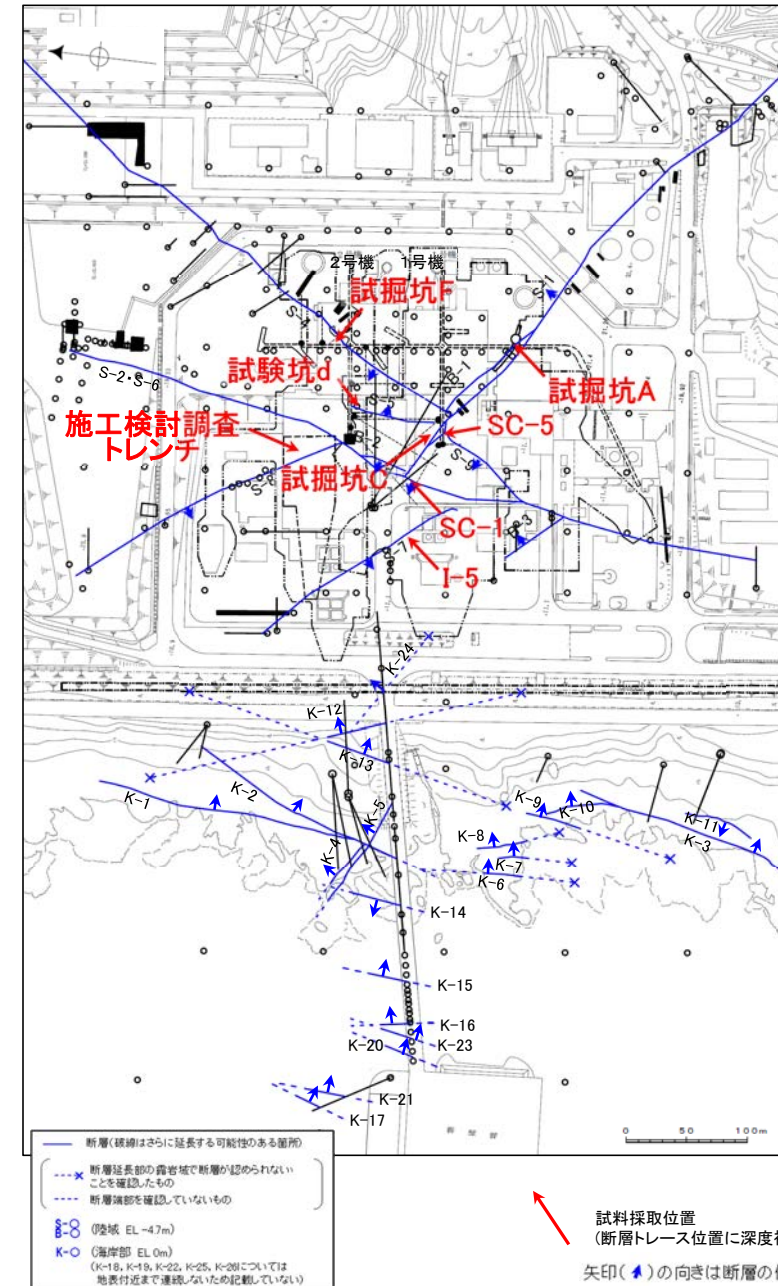 2号機 1号機
試掘坑F
S-1
S-4
試験坑d
試掘坑A
B-1
S-2・S-6
S-5
SC-5
施工検討調査
トレンチ
B-2
試掘坑C
S-9
S-8
SC-1
B-3
I-5
K-24
K-12
K-13
K-1
K-2
K-5
K-9
K-10
K-11
K-3
K-8
K-4
K-7
K-6
K-14
K-15
K-16
K-20
K-23
K-21
K-17
0 50 100m
断層(破線はさらに延長する可能性のある箇所)
断層延長部の露岩域で断層が認められない
ことを確認したもの
断層端部を確認していないもの
S-○
B-○
(陸域 EL -4.7m)
K-○ (海岸部 EL 0m)
(K-18, K-19, K-22, K-25, K-26については
地表付近まで連続しないため記載していない)
試料採取位置
(断層トレース位置に深度
矢印( )の向きは断層の